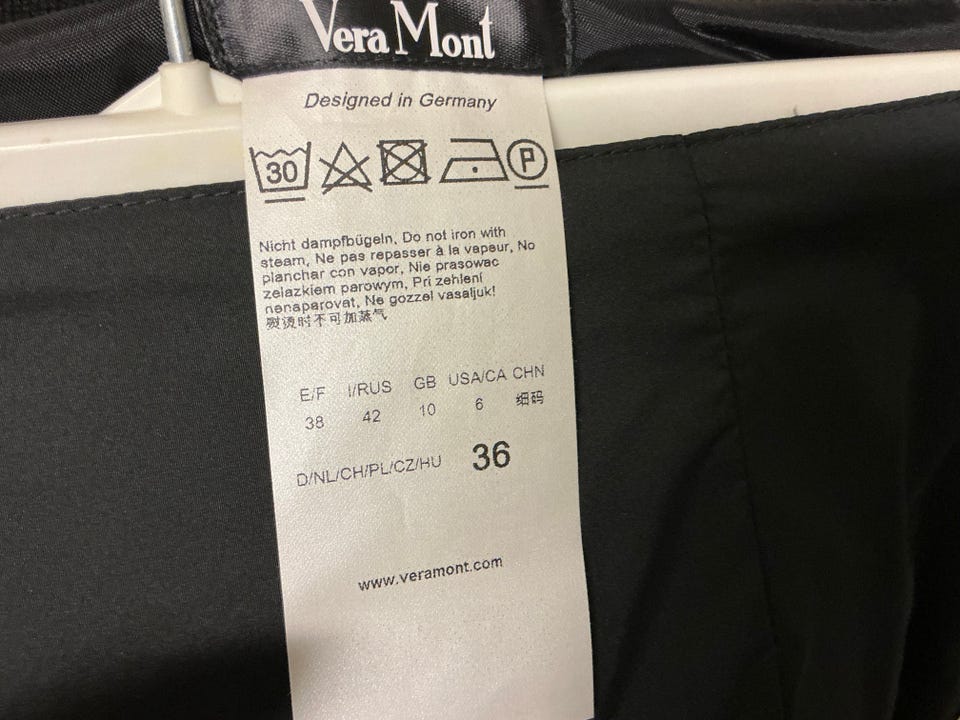 Vera Mont
Designed in Germany
30 P
Nicht dampfbügeln, Do not iron with
steam, Ne pas repasser à la vapeur, No
planchar con vapor, Nie prasowac
zelazkiem parowym, Pri zehlení
nenaparovat, Ne gozzel vasaljuk!
熨烫时不可加蒸气
E/F I/RUS GB USA/CA CHN
38 42 10 6 细码
D/NL/CH/PL/CZ/HU 36
www.veramont.com